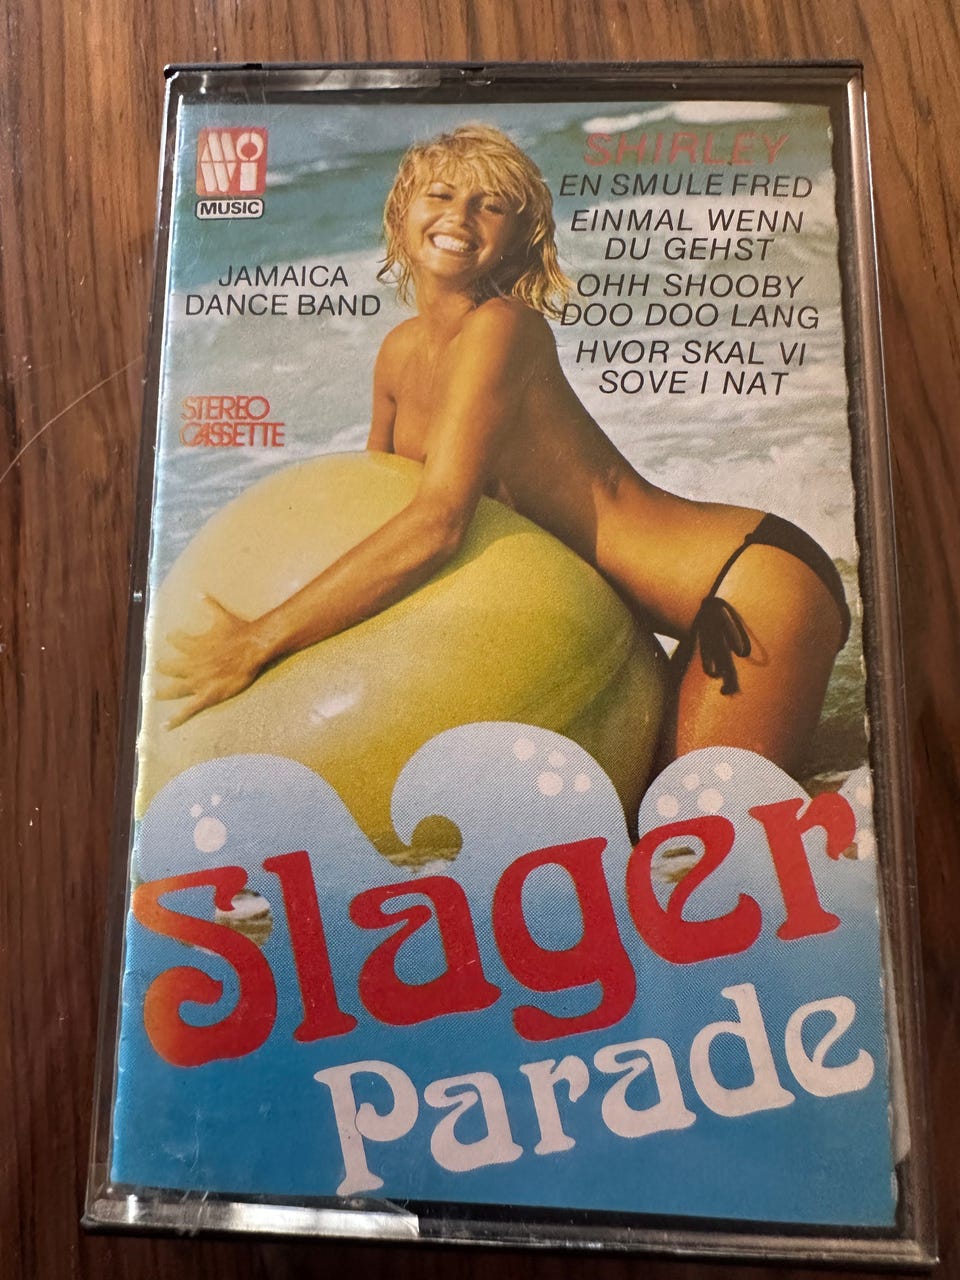 MOWI
MUSIC
JAMAICA
DANCE BAND
STEREO
CASSETTE
SHIRLEY
EN SMULE FRED
EINMAL WENN
DU GEHST
OHH SHOOBY
DOO DOO LANG
HVOR SKAL VI
SOVE I NAT
Slager
Parade